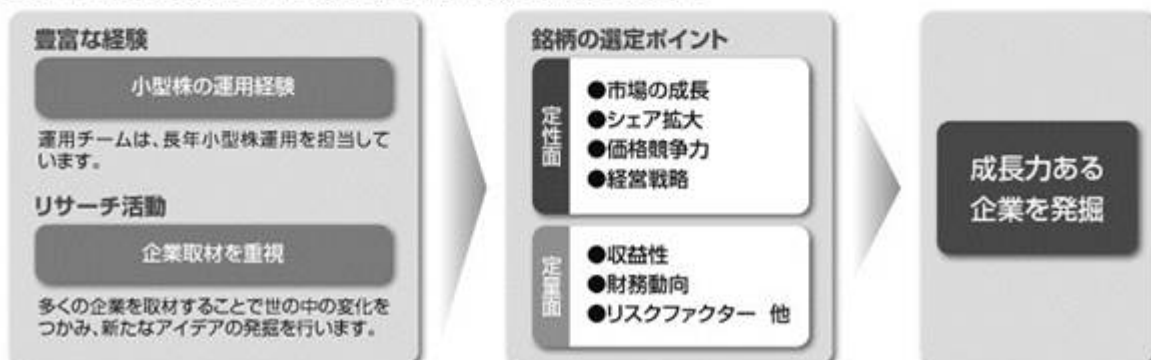 豊富な経験
小型株の運用経験
運用チームは、長年小型株運用を担当して
います。
リサーチ活動
企業取材を重視
多くの企業を取材することで世の中の変化を
つかみ、新たなアイデアの発掘を行います。
銘柄の選定ポイント
定性面
●市場の成長
●シェア拡大
●価格競争力
●経営戦略
定量面
●収益性
●財務動向
●リスクファクター 他
成長力ある
企業を発掘